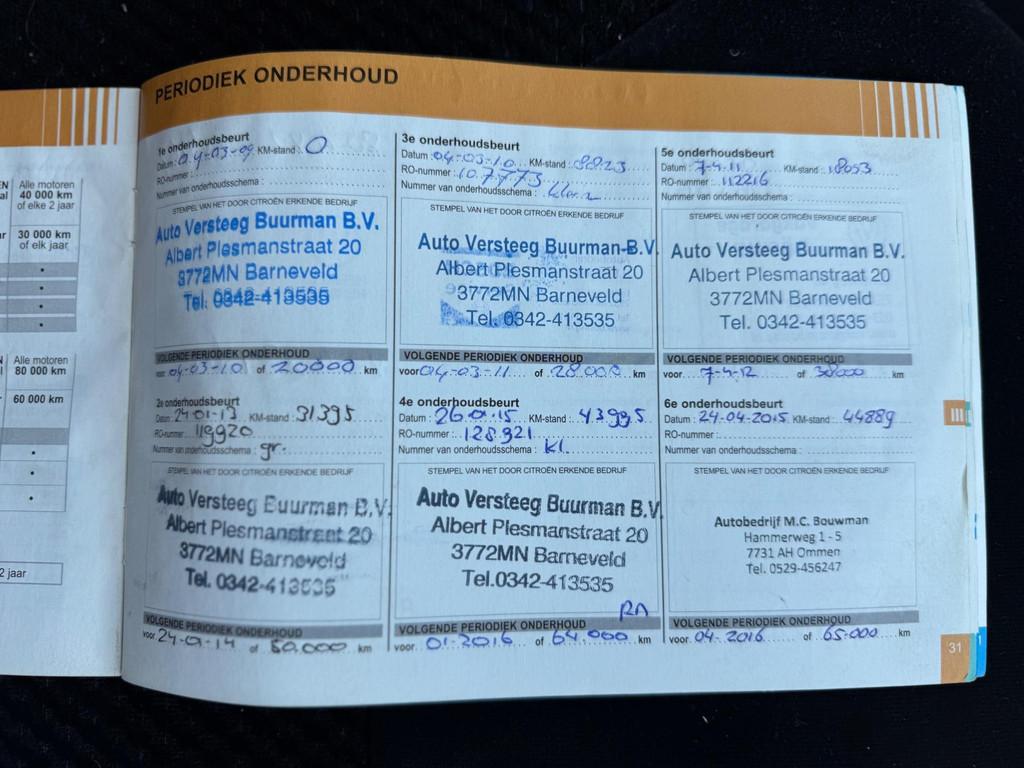 Alle motoren
40 000 km
of elke 2 jaar
30 000 km
of elk jaar
Alle motoren
80 000 km
60 000 km
2 jaar
PERIODIEK ONDERHOUD
1e onderhoudsbeurt
Datum : 04-03-09 KM-stand : 0
RO-nummer :
Nummer van onderhoudsschema :
STEMPEL VAN HET DOOR CITROËN ERKENDE BEDRIJF
Auto Versteeg Buurman B.V.
Albert Plesmanstraat 20
3772MN Barneveld
Tel. 0342-413535
VOLGENDE PERIODIEK ONDERHOUD
voor 04-03-10 of 20000 km
2e onderhoudsbeurt
Datum : 24-01-13 KM-stand : 31395
RO-nummer : 119920
Nummer van onderhoudsschema : gr.
STEMPEL VAN HET DOOR CITROËN ERKENDE BEDRIJF
Auto Versteeg Buurman B.V.
Albert Plesmanstraat 20
3772MN Barneveld
Tel. 0342-413535
VOLGENDE PERIODIEK ONDERHOUD
voor 24-01-14 of 50.000 km
3e onderhoudsbeurt
Datum : 04-03-10 KM-stand : 8823
RO-nummer : 107773
Nummer van onderhoudsschema :
STEMPEL VAN HET DOOR CITROËN ERKENDE BEDRIJF
Auto Versteeg Buurman B.V.
Albert Plesmanstraat 20
3772MN Barneveld
Tel. 0342-413535
VOLGENDE PERIODIEK ONDERHOUD
voor 04-03-11 of 28.000 km
4e onderhoudsbeurt
Datum : 26.01.15 KM-stand : 43995
RO-nummer : 128321
Nummer van onderhoudsschema : kl.
STEMPEL VAN HET DOOR CITROËN ERKENDE BEDRIJF
Auto Versteeg Buurman B.V.
Albert Plesmanstraat 20
3772MN Barneveld
Tel.0342-413535
VOLGENDE PERIODIEK ONDERHOUD
voor 01-2016 of 64.000 km
5e onderhoudsbeurt
Datum : 7-4-11 KM-stand : 18053
RO-nummer : 112216
Nummer van onderhoudsschema :
STEMPEL VAN HET DOOR CITROËN ERKENDE BEDRIJF
Auto Versteeg Buurman B.V.
Albert Plesmanstraat 20
3772MN Barneveld
Tel. 0342-413535
VOLGENDE PERIODIEK ONDERHOUD
voor 7-4-12 of 38000 km
6e onderhoudsbeurt
Datum : 24-04-2015 KM-stand : 44889
RO-nummer :
Nummer van onderhoudsschema :
STEMPEL VAN HET DOOR CITROËN ERKENDE BEDRIJF
Autobedrijf M.C. Bouwman
Hammerweg 1 - 5
7731 AH Ommen
Tel. 0529-456247
VOLGENDE PERIODIEK ONDERHOUD
voor 04-2016 of 65.000 km
III
31